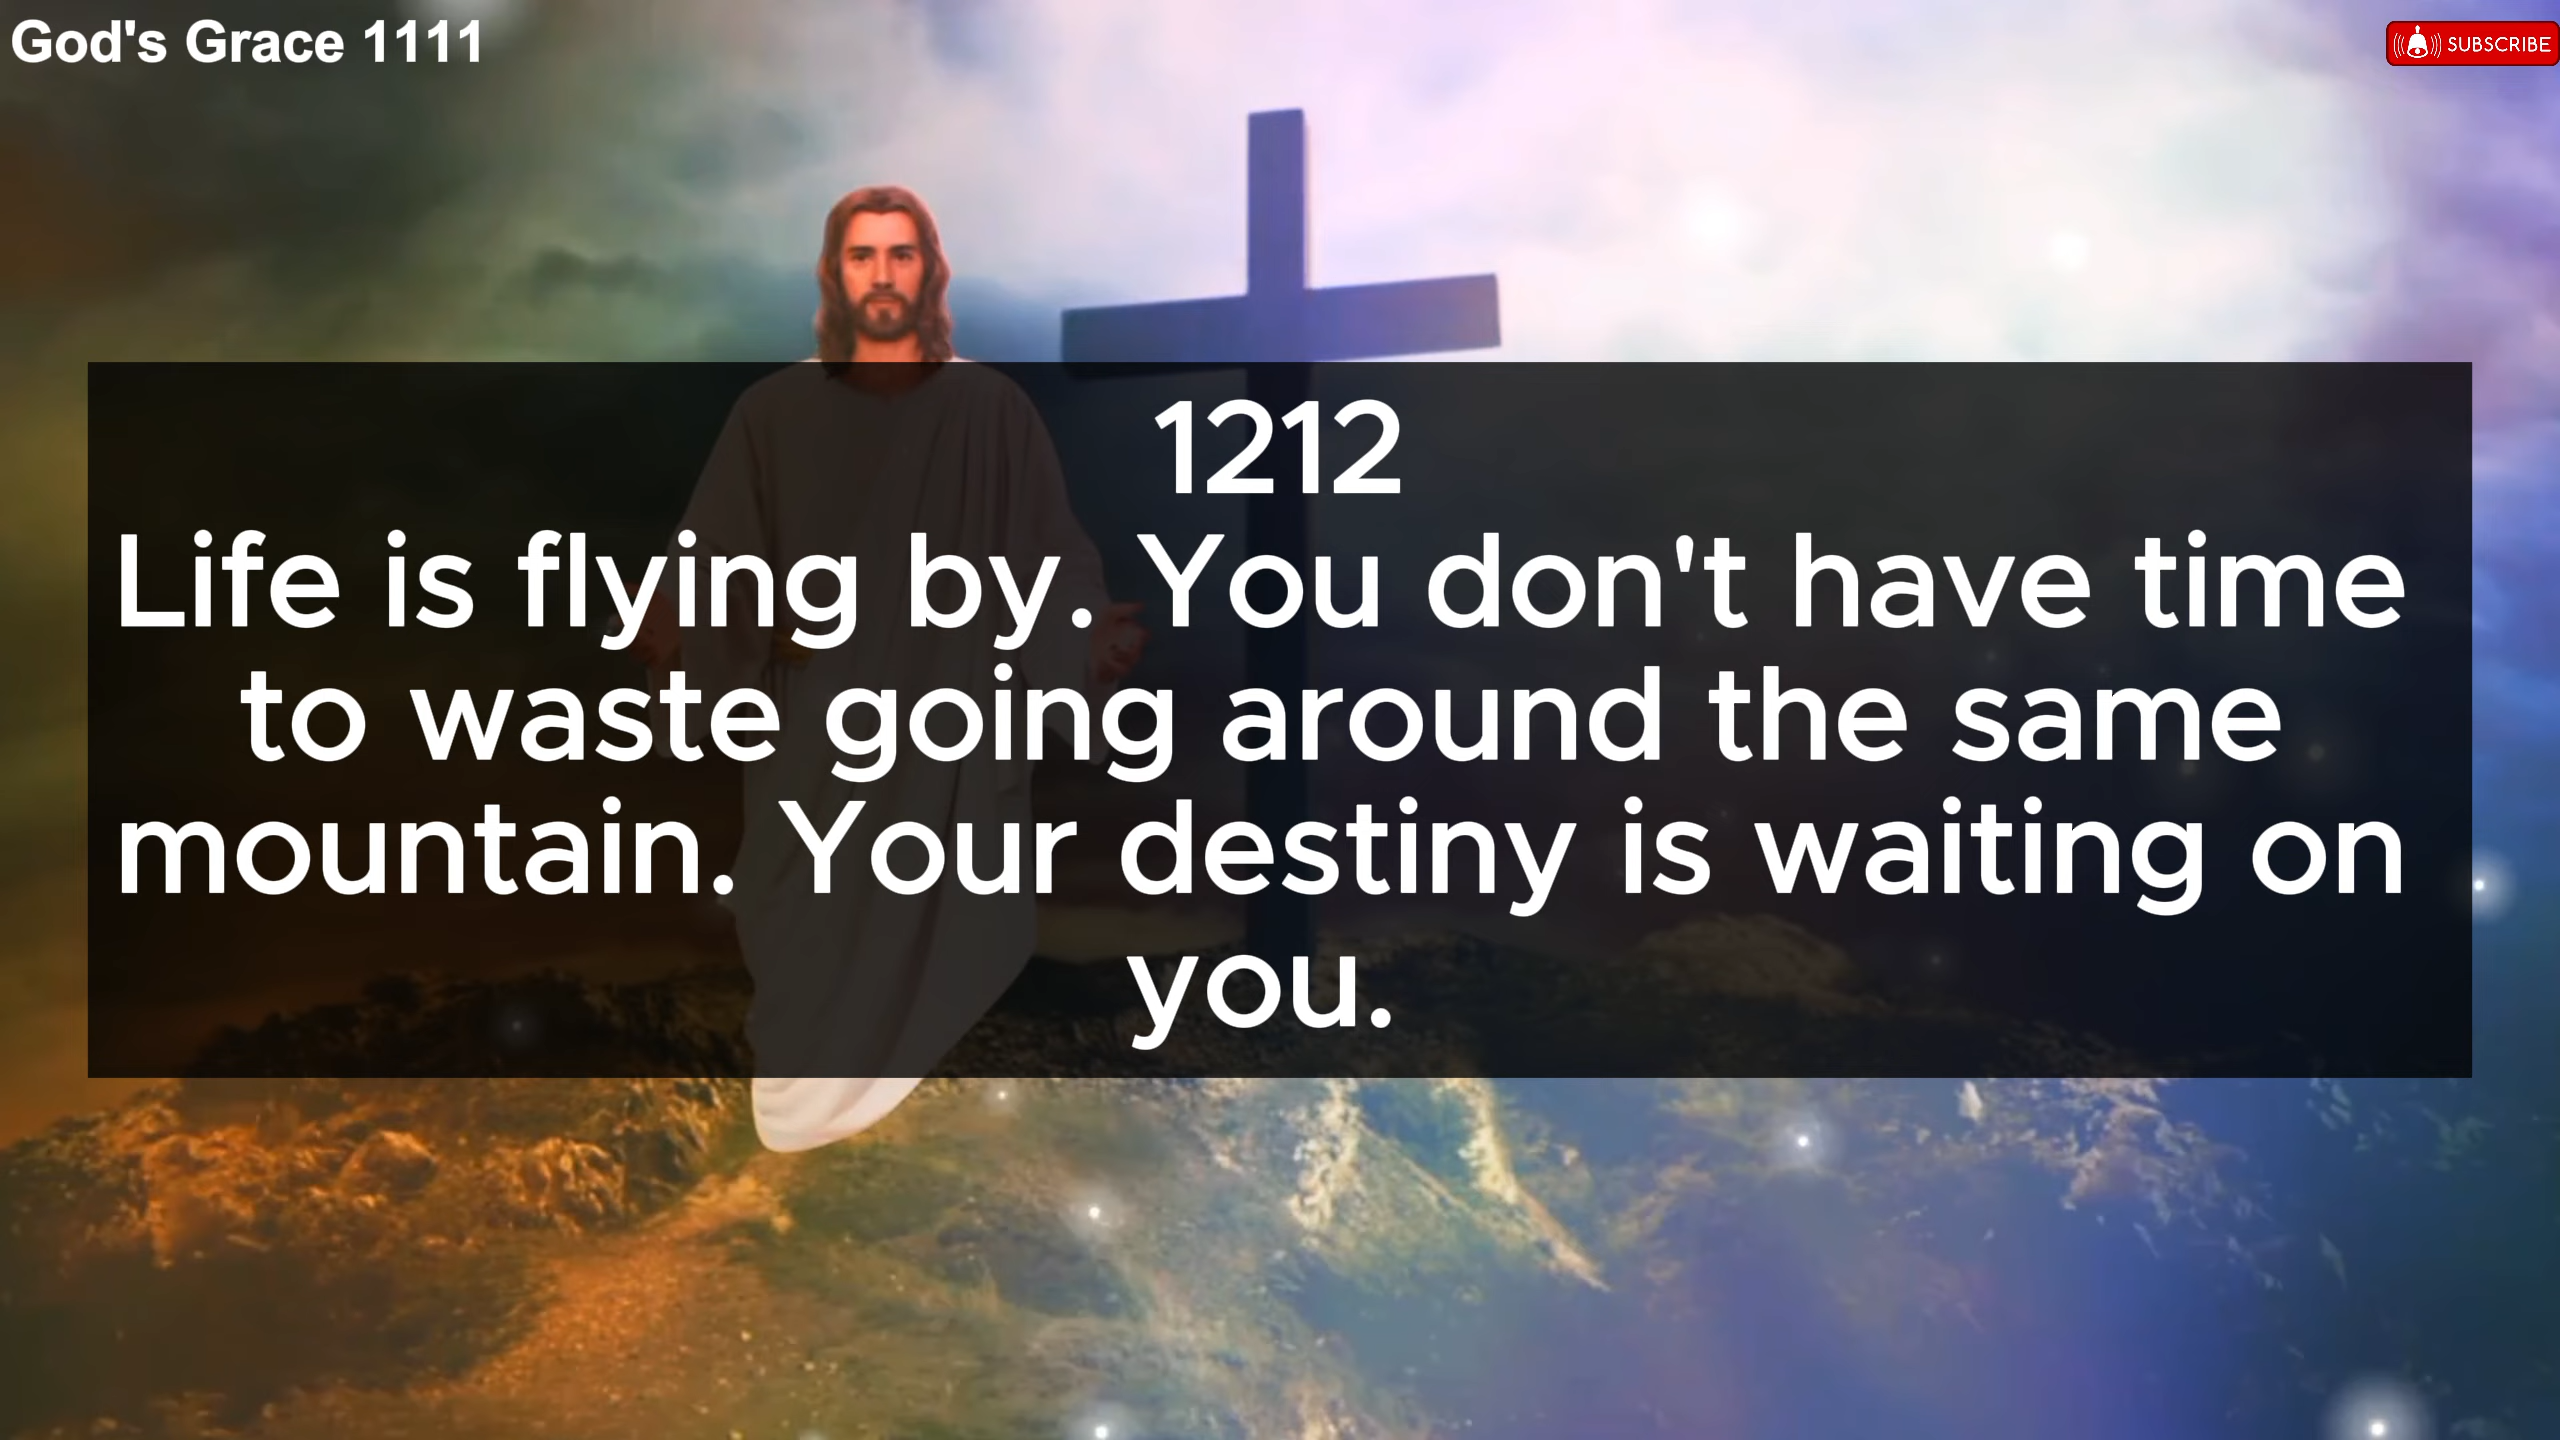 God's Grace 1111
SUBSCRIBE
1212
Life is flying by. You don't have time
to waste going around the same
mountain. Your destiny is waiting on
you.